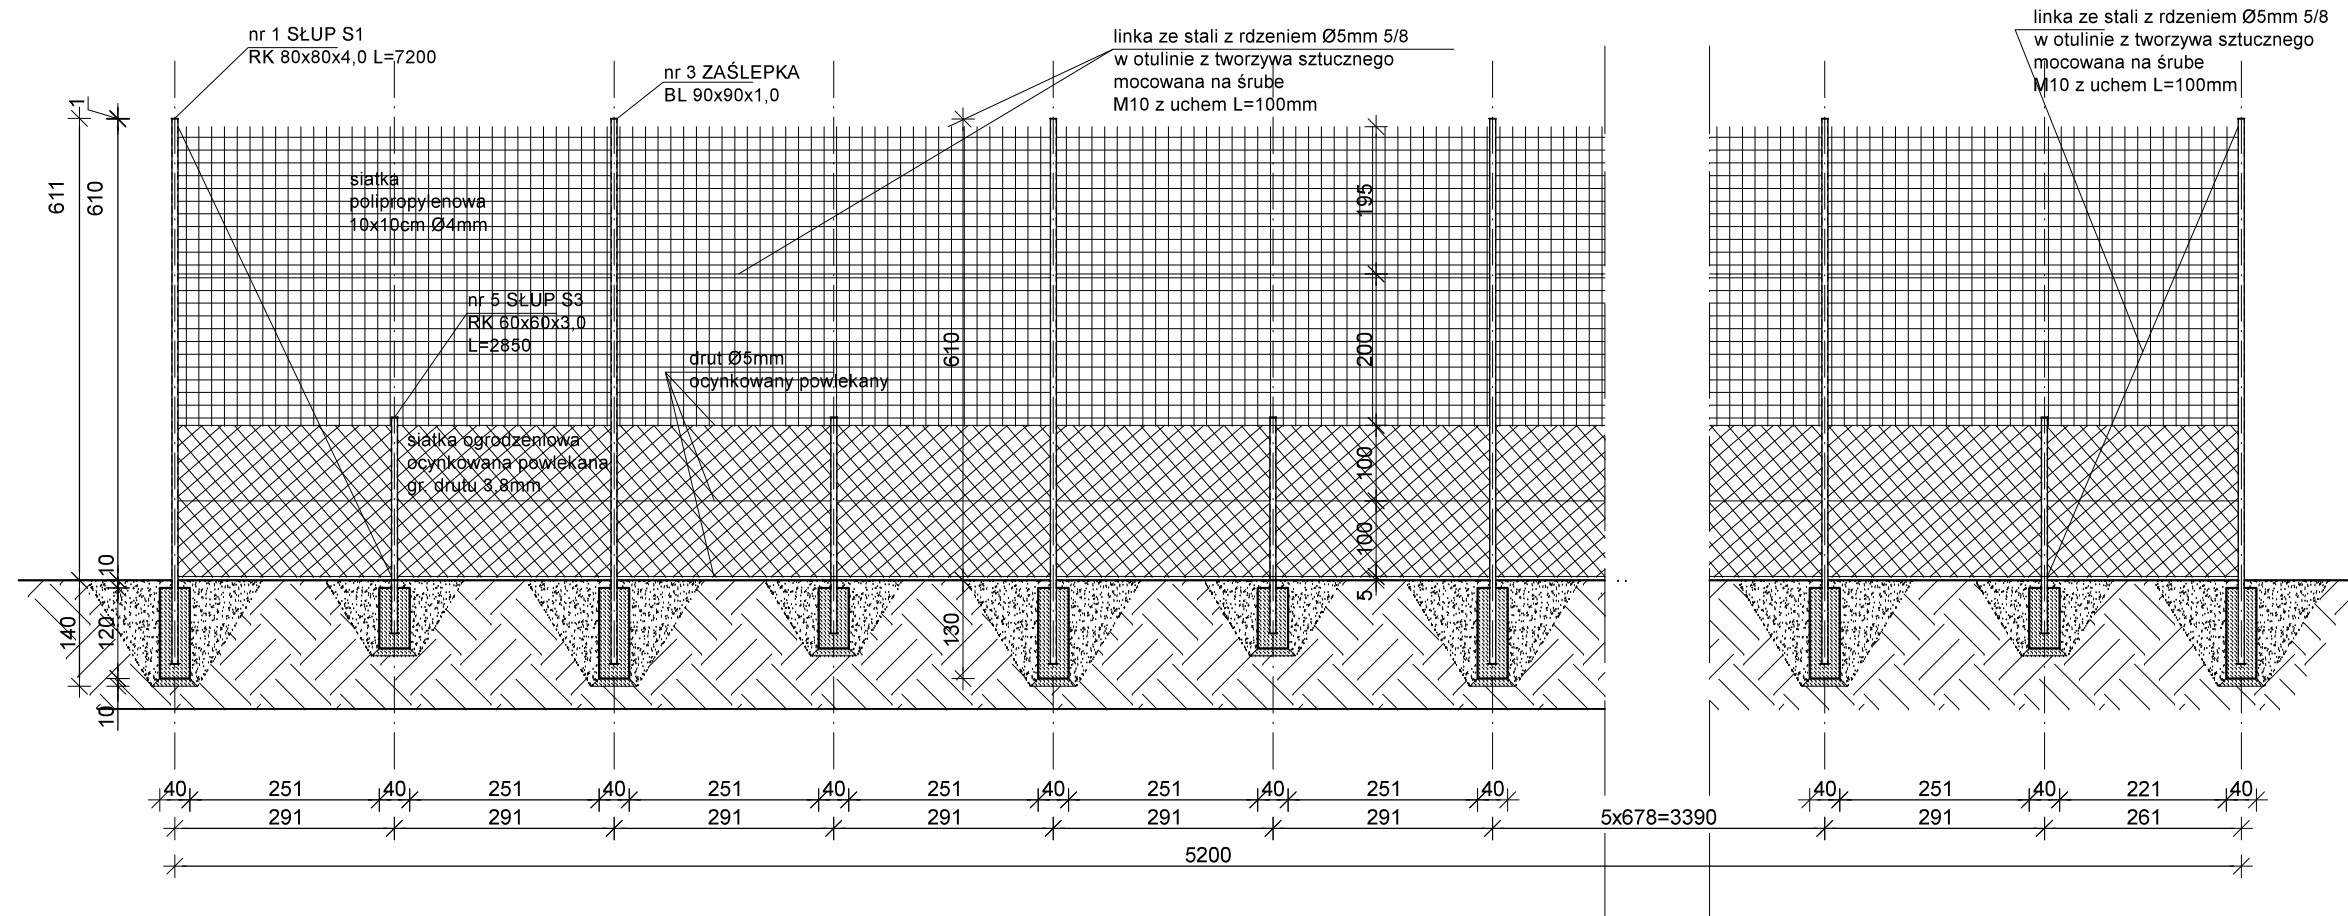 nr 1 SŁUP S1
RK 80x80x4,0 L=7200
nr 3 ZAŚLEPKA
BL 90x90x1,0
linka ze stali z rdzeniem Ø5mm 5/8
w otulinie z tworzywa sztucznego
mocowana na śrube
M10 z uchem L=100mm
linka ze stali z rdzeniem Ø5mm 5/8
w otulinie z tworzywa sztucznego
mocowana na śrube
M10 z uchem L=100mm
1
611
610
siatka
polipropylenowa
10x10cm Ø4mm
195
nr 5 SŁUP S3
RK 60x60x3,0
L=2850
drut Ø5mm
ocynkowany powlekany
610
200
siatka ogrodzeniowa
ocynkowana powlekana
gr. drutu 3,8mm
100
100
10
5
140
120
130
10
40 251 40 251 40 251 40 251 40 251 40 251 40 40 251 40 221 40
291 291 291 291 291 291 5x678=3390 291 261
5200